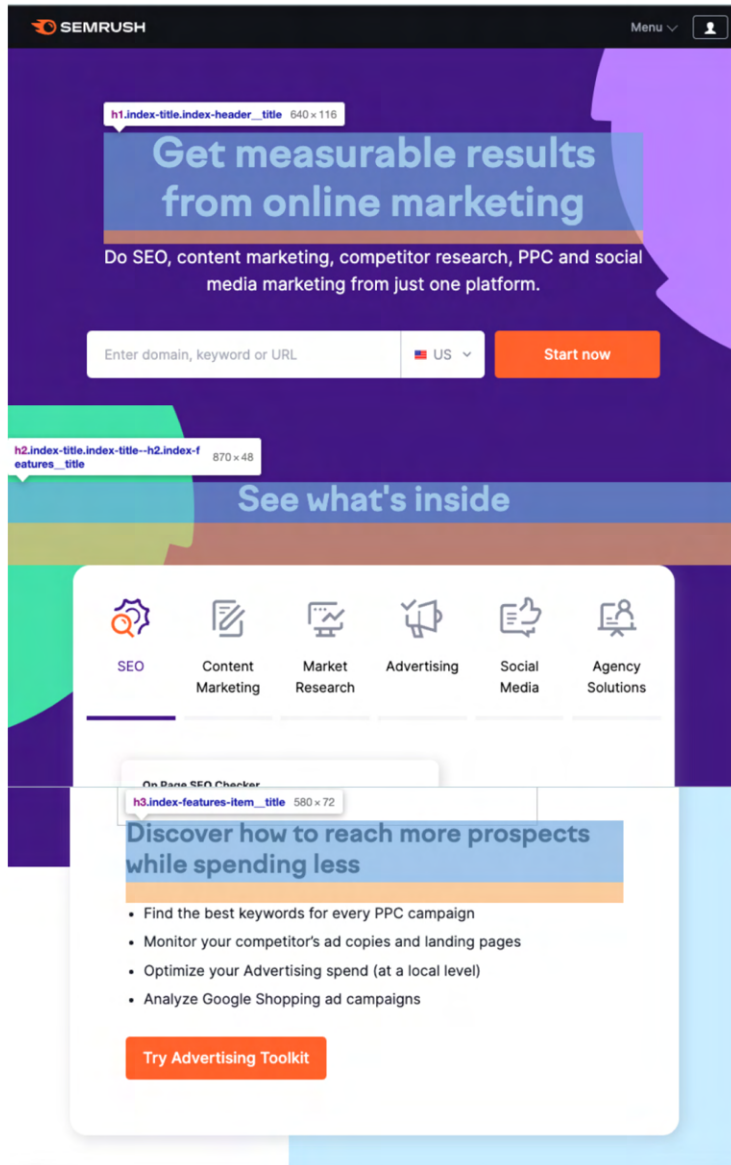 SEMRUSH
Menu
h1.index-title.index-header__title 640 × 116
Get measurable results
from online marketing
Do SEO, content marketing, competitor research, PPC and social
media marketing from just one platform.
Enter domain, keyword or URL
US
Start now
h2.index-title.index-title--h2.index-f
eatures__title
870 × 48
See what's inside
SEO
Content
Marketing
Market
Research
Advertising
Social
Media
Agency
Solutions
On Page SEO Checker
h3.index-features-item__title 580 × 72
Discover how to reach more prospects
while spending less
• Find the best keywords for every PPC campaign
• Monitor your competitor's ad copies and landing pages
• Optimize your Advertising spend (at a local level)
• Analyze Google Shopping ad campaigns
Try Advertising Toolkit